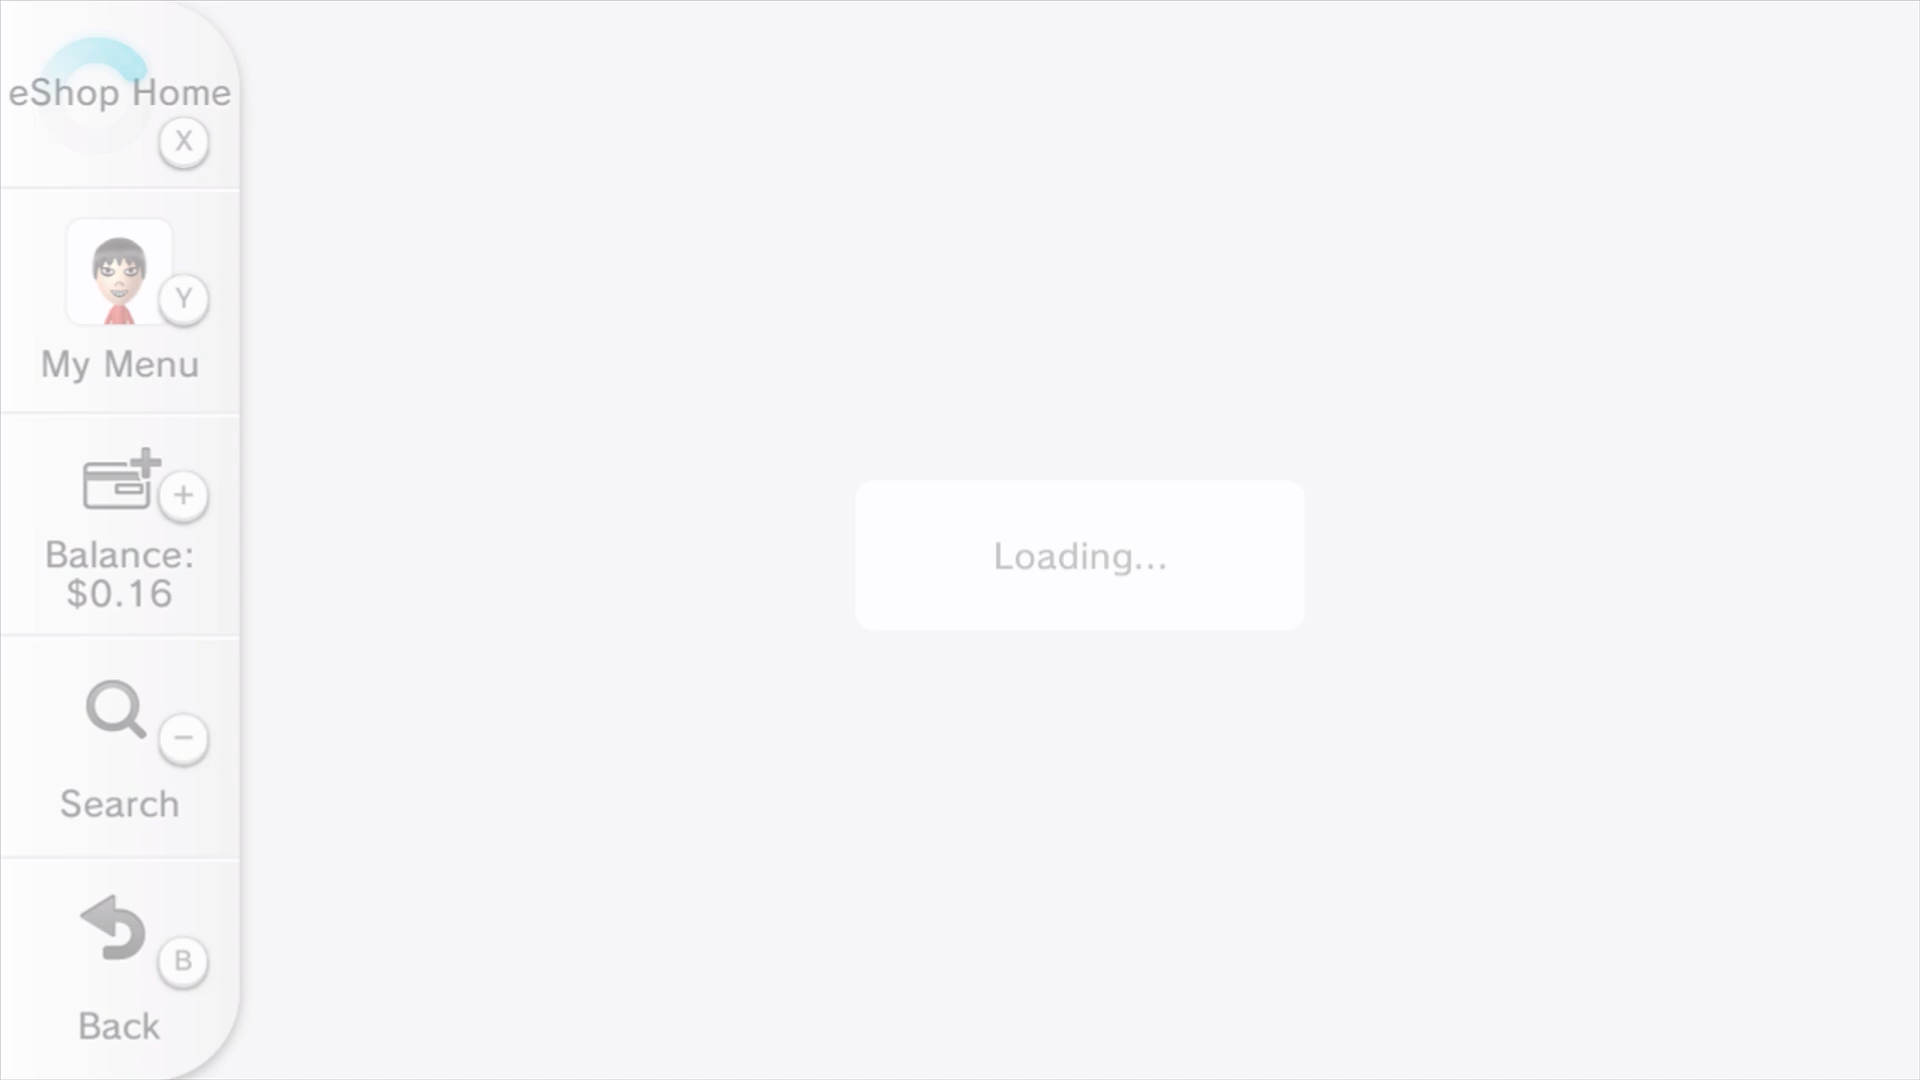 eShop Home
X
Y
My Menu
+
Balance:
$0.16
−
Search
B
Back
Loading...